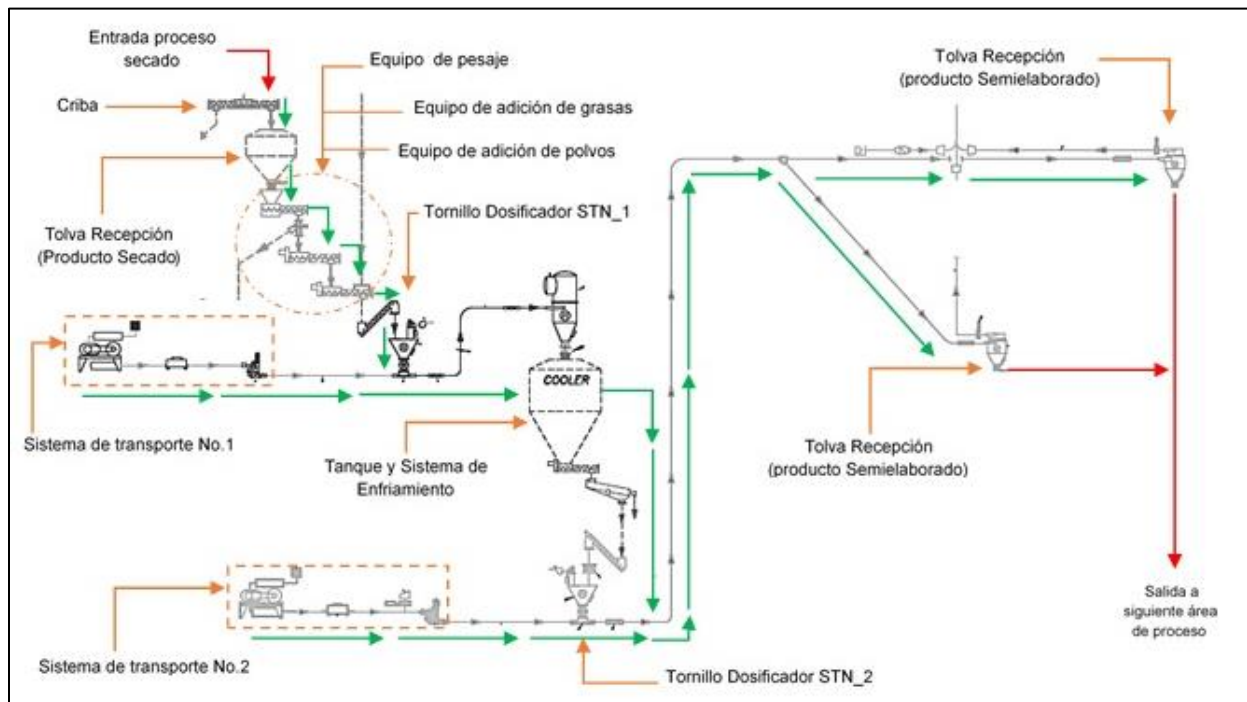 Entrada proceso
secado
Equipo de pesaje
Criba
Equipo de adición de grasas
Equipo de adición de polvos
Tolva Recepción
(producto Semielaborado)
Tornillo Dosificador STN_1
Tolva Recepción
(Producto Secado)
COOLER
Sistema de transporte No.1
Tanque y Sistema de
Enfriamiento
Tolva Recepción
(producto Semielaborado)
Salida a
siguiente área
de proceso
Sistema de transporte No.2
Tornillo Dosificador STN_2